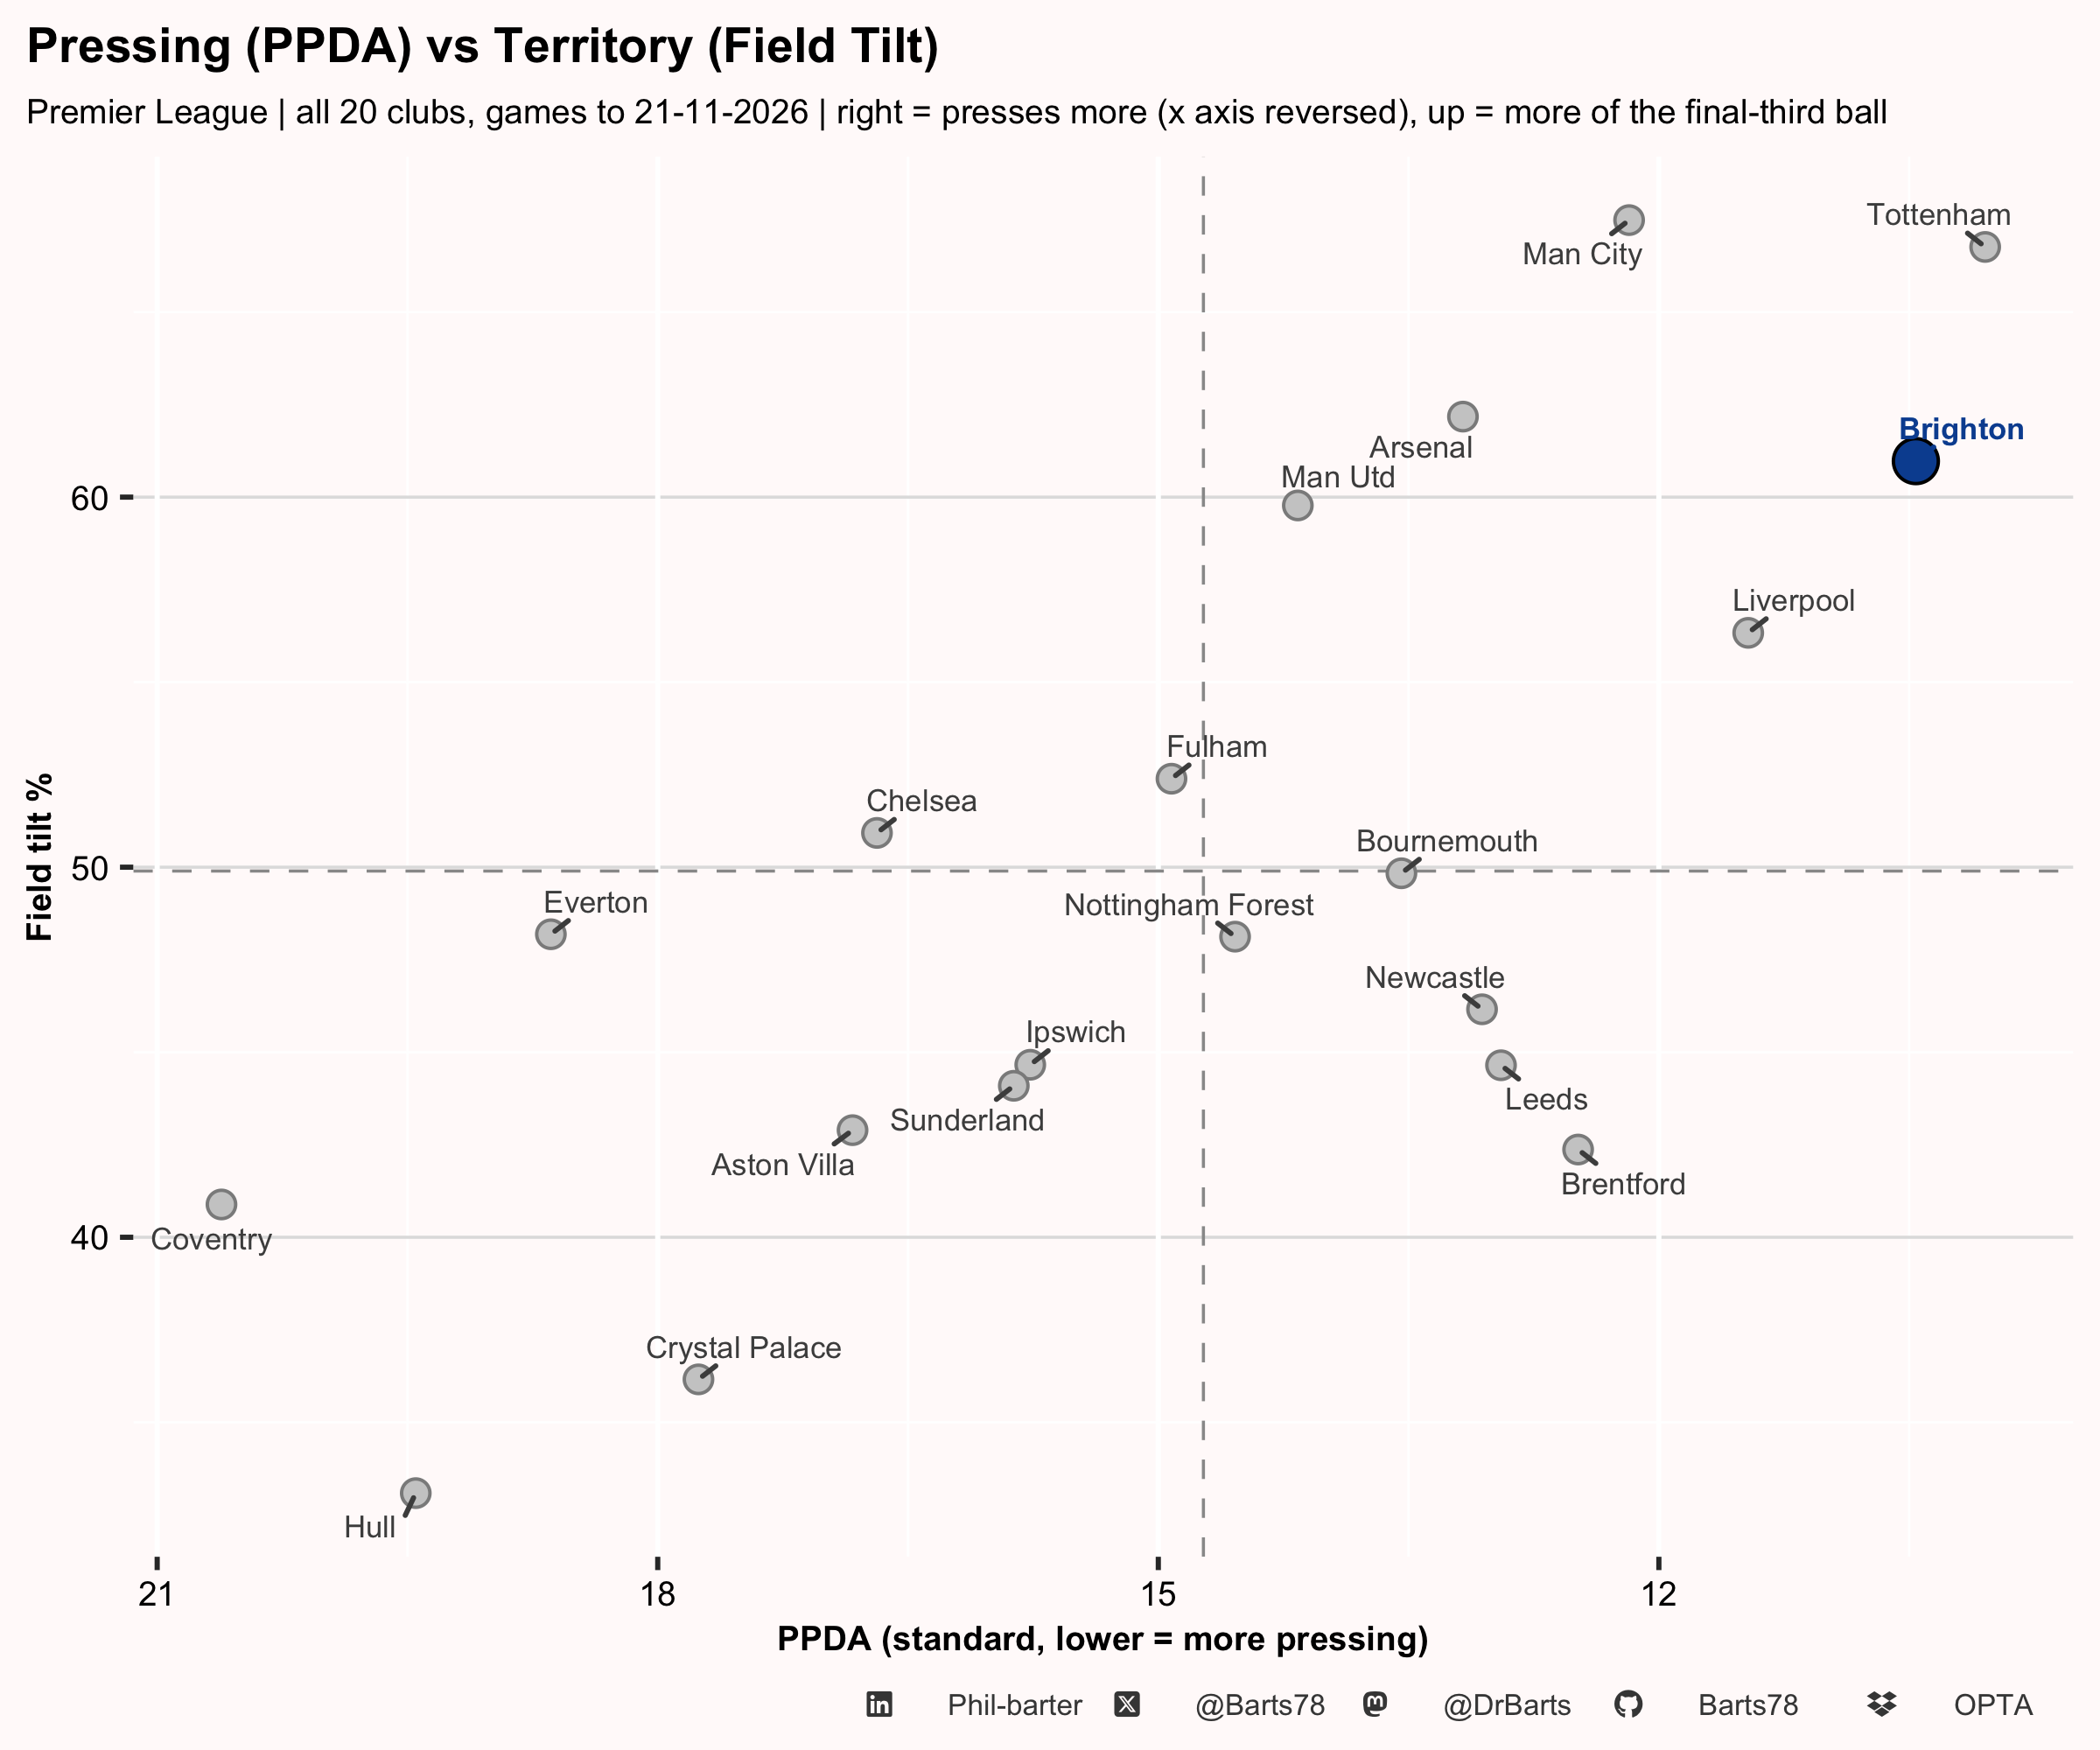 Pressing (PPDA) vs Territory (Field Tilt)
Premier League | all 20 clubs, games to 21-11-2026 | right = presses more (x axis reversed), up = more of the final-third ball
Tottenham
Man City
Brighton
Arsenal
Man Utd
60
Liverpool
Fulham
Chelsea
Bournemouth
50
Everton
Nottingham Forest
Newcastle
Ipswich
Leeds
Sunderland
Aston Villa
Brentford
Coventry
40
Crystal Palace
Hull
Field tilt %
21 18 15 12
PPDA (standard, lower = more pressing)
Phil-barter @Barts78 @DrBarts Barts78 OPTA